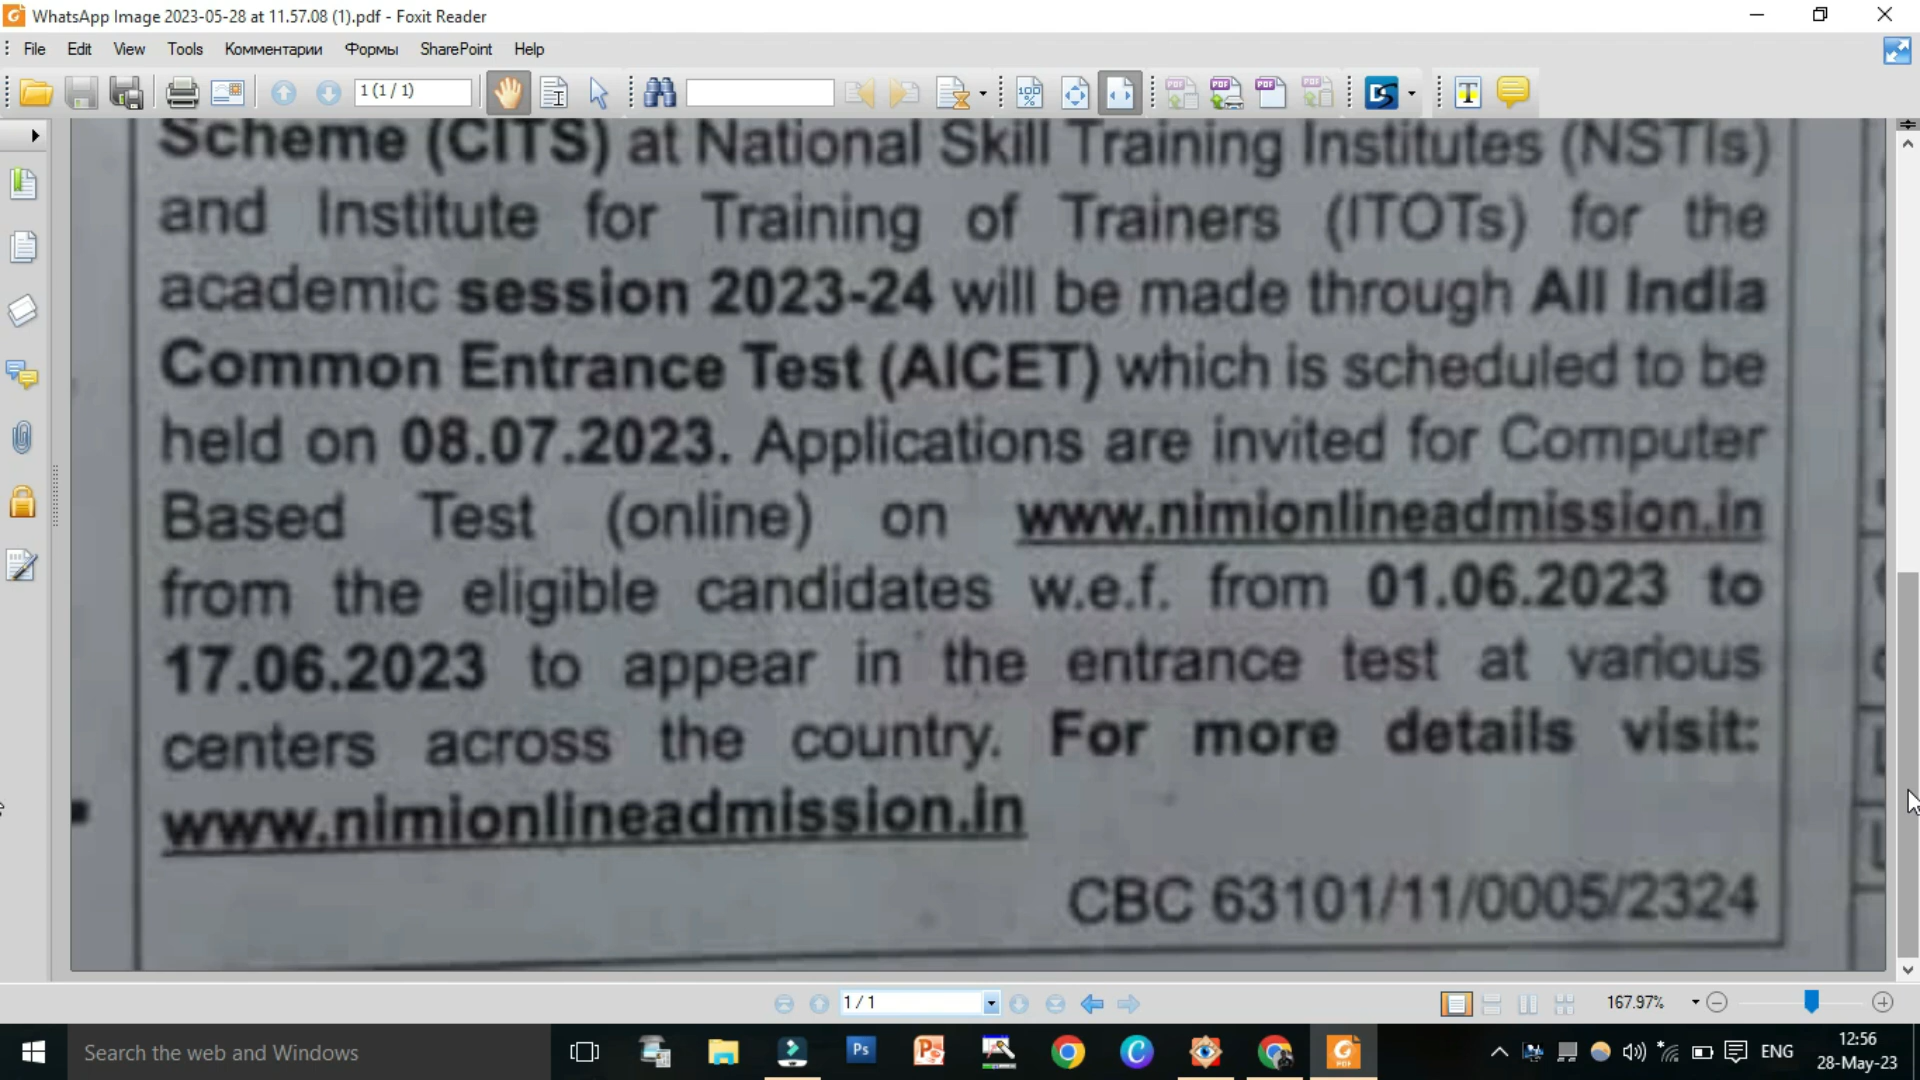 WhatsApp Image 2023-05-28 at 11.57.08 (1).pdf - Foxit Reader
File Edit View Tools Комментарии Формы SharePoint Help
1 (1 / 1)
Scheme (CITS) at National Skill Training Institutes (NSTIs)
and Institute for Training of Trainers (ITOTs) for the
academic session 2023-24 will be made through All India
Common Entrance Test (AICET) which is scheduled to be
held on 08.07.2023. Applications are invited for Computer
Based Test (online) on www.nimionlineadmission.in
from the eligible candidates w.e.f. from 01.06.2023 to
17.06.2023 to appear in the entrance test at various
centers across the country. For more details visit:
www.nimionlineadmission.in
CBC 63101/11/0005/2324
1 / 1
167.97%
Search the web and Windows
Ps
ENG
12:56
28-May-23